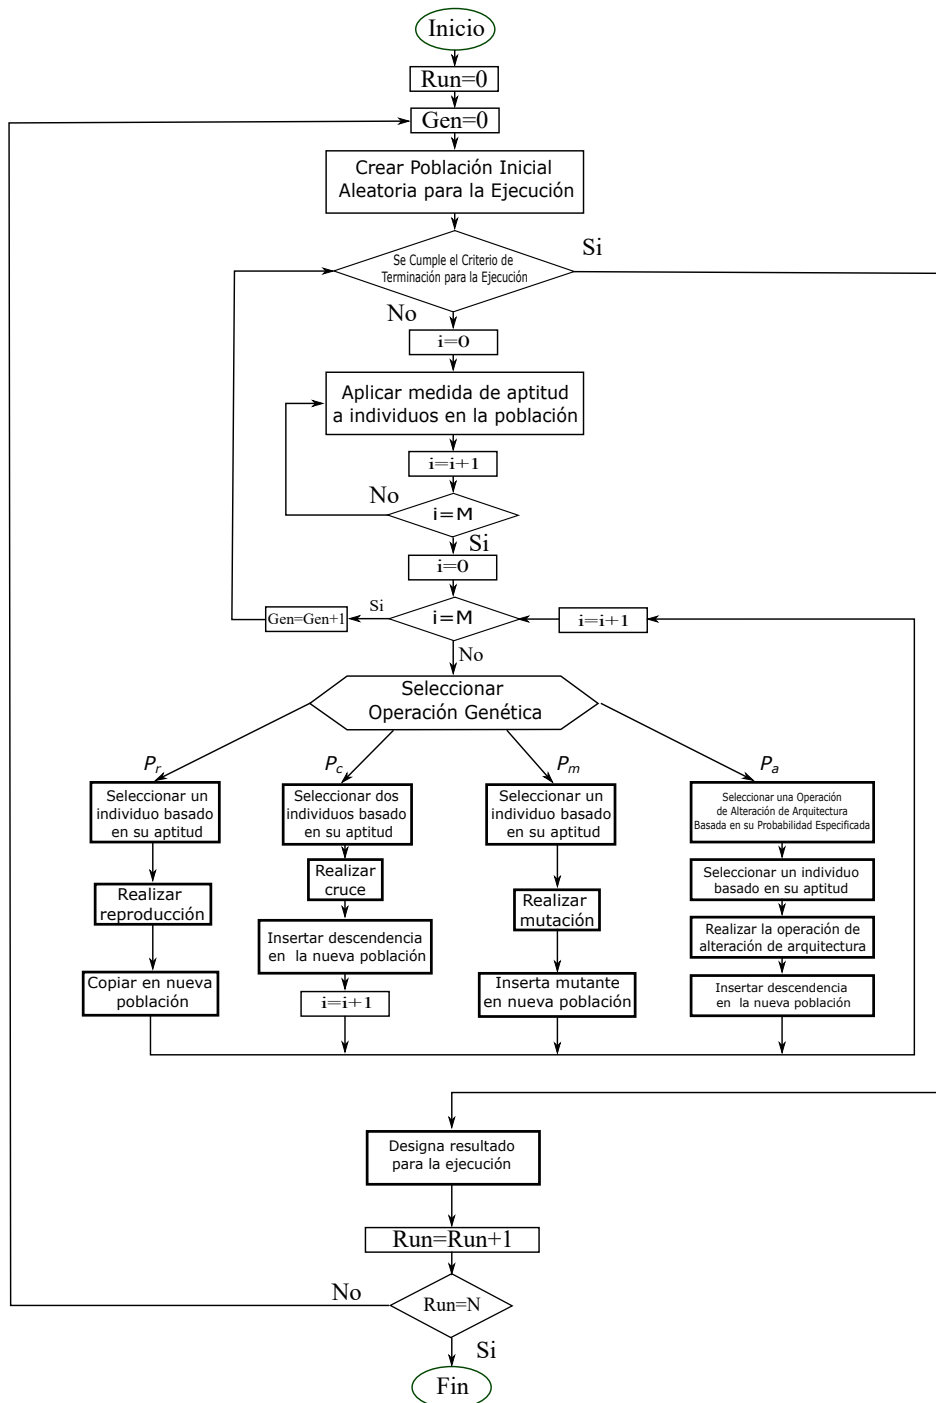 Inicio
Run=0
Gen=0
Crear Población Inicial
Aleatoria para la Ejecución
Se Cumple el Criterio de
Terminación para la Ejecución
Si
No
i=0
Aplicar medida de aptitud
a individuos en la población
i=i+1
No
i=M
Si
i=0
Gen=Gen+1
Si
i=M
i=i+1
No
Seleccionar
Operación Genética
Pr
Pc
Pm
Pa
Seleccionar un
individuo basado
en su aptitud
Realizar
reproducción
Copiar en nueva
población
Seleccionar dos
individuos basado
en su aptitud
Realizar
cruce
Insertar descendencia
en la nueva población
i=i+1
Seleccionar un
individuo basado
en su aptitud
Realizar
mutación
Inserta mutante
en nueva población
Seleccionar una Operación
de Alteración de Arquitectura
Basada en su Probabilidad Especificada
Seleccionar un individuo
basado en su aptitud
Realizar la operación de
alteración de arquitectura
Insertar descendencia
en la nueva población
Designa resultado
para la ejecución
Run=Run+1
No
Run=N
Si
Fin